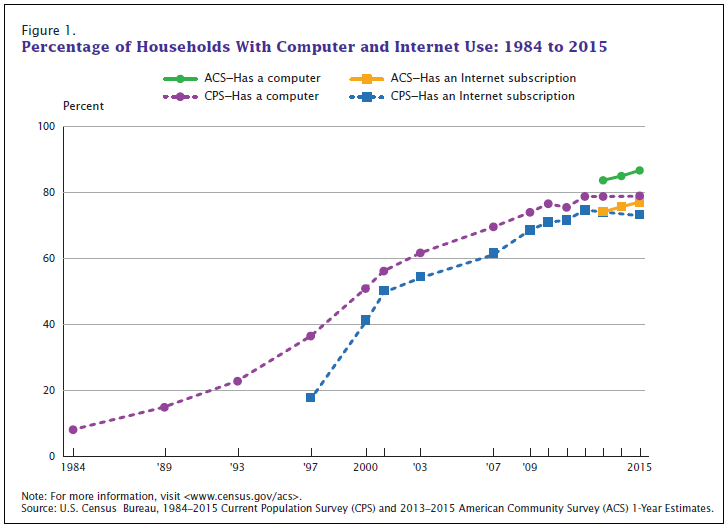 Figure 1.
Percentage of Households With Computer and Internet Use: 1984 to 2015
ACS–Has a computer
ACS–Has an Internet subscription
CPS–Has a computer
CPS–Has an Internet subscription
Percent
100
80
60
40
20
0
1984 '89 '93 '97 2000 '03 '07 '09 2015
Note: For more information, visit <www.census.gov/acs>.
Source: U.S. Census Bureau, 1984–2015 Current Population Survey (CPS) and 2013–2015 American Community Survey (ACS) 1-Year Estimates.